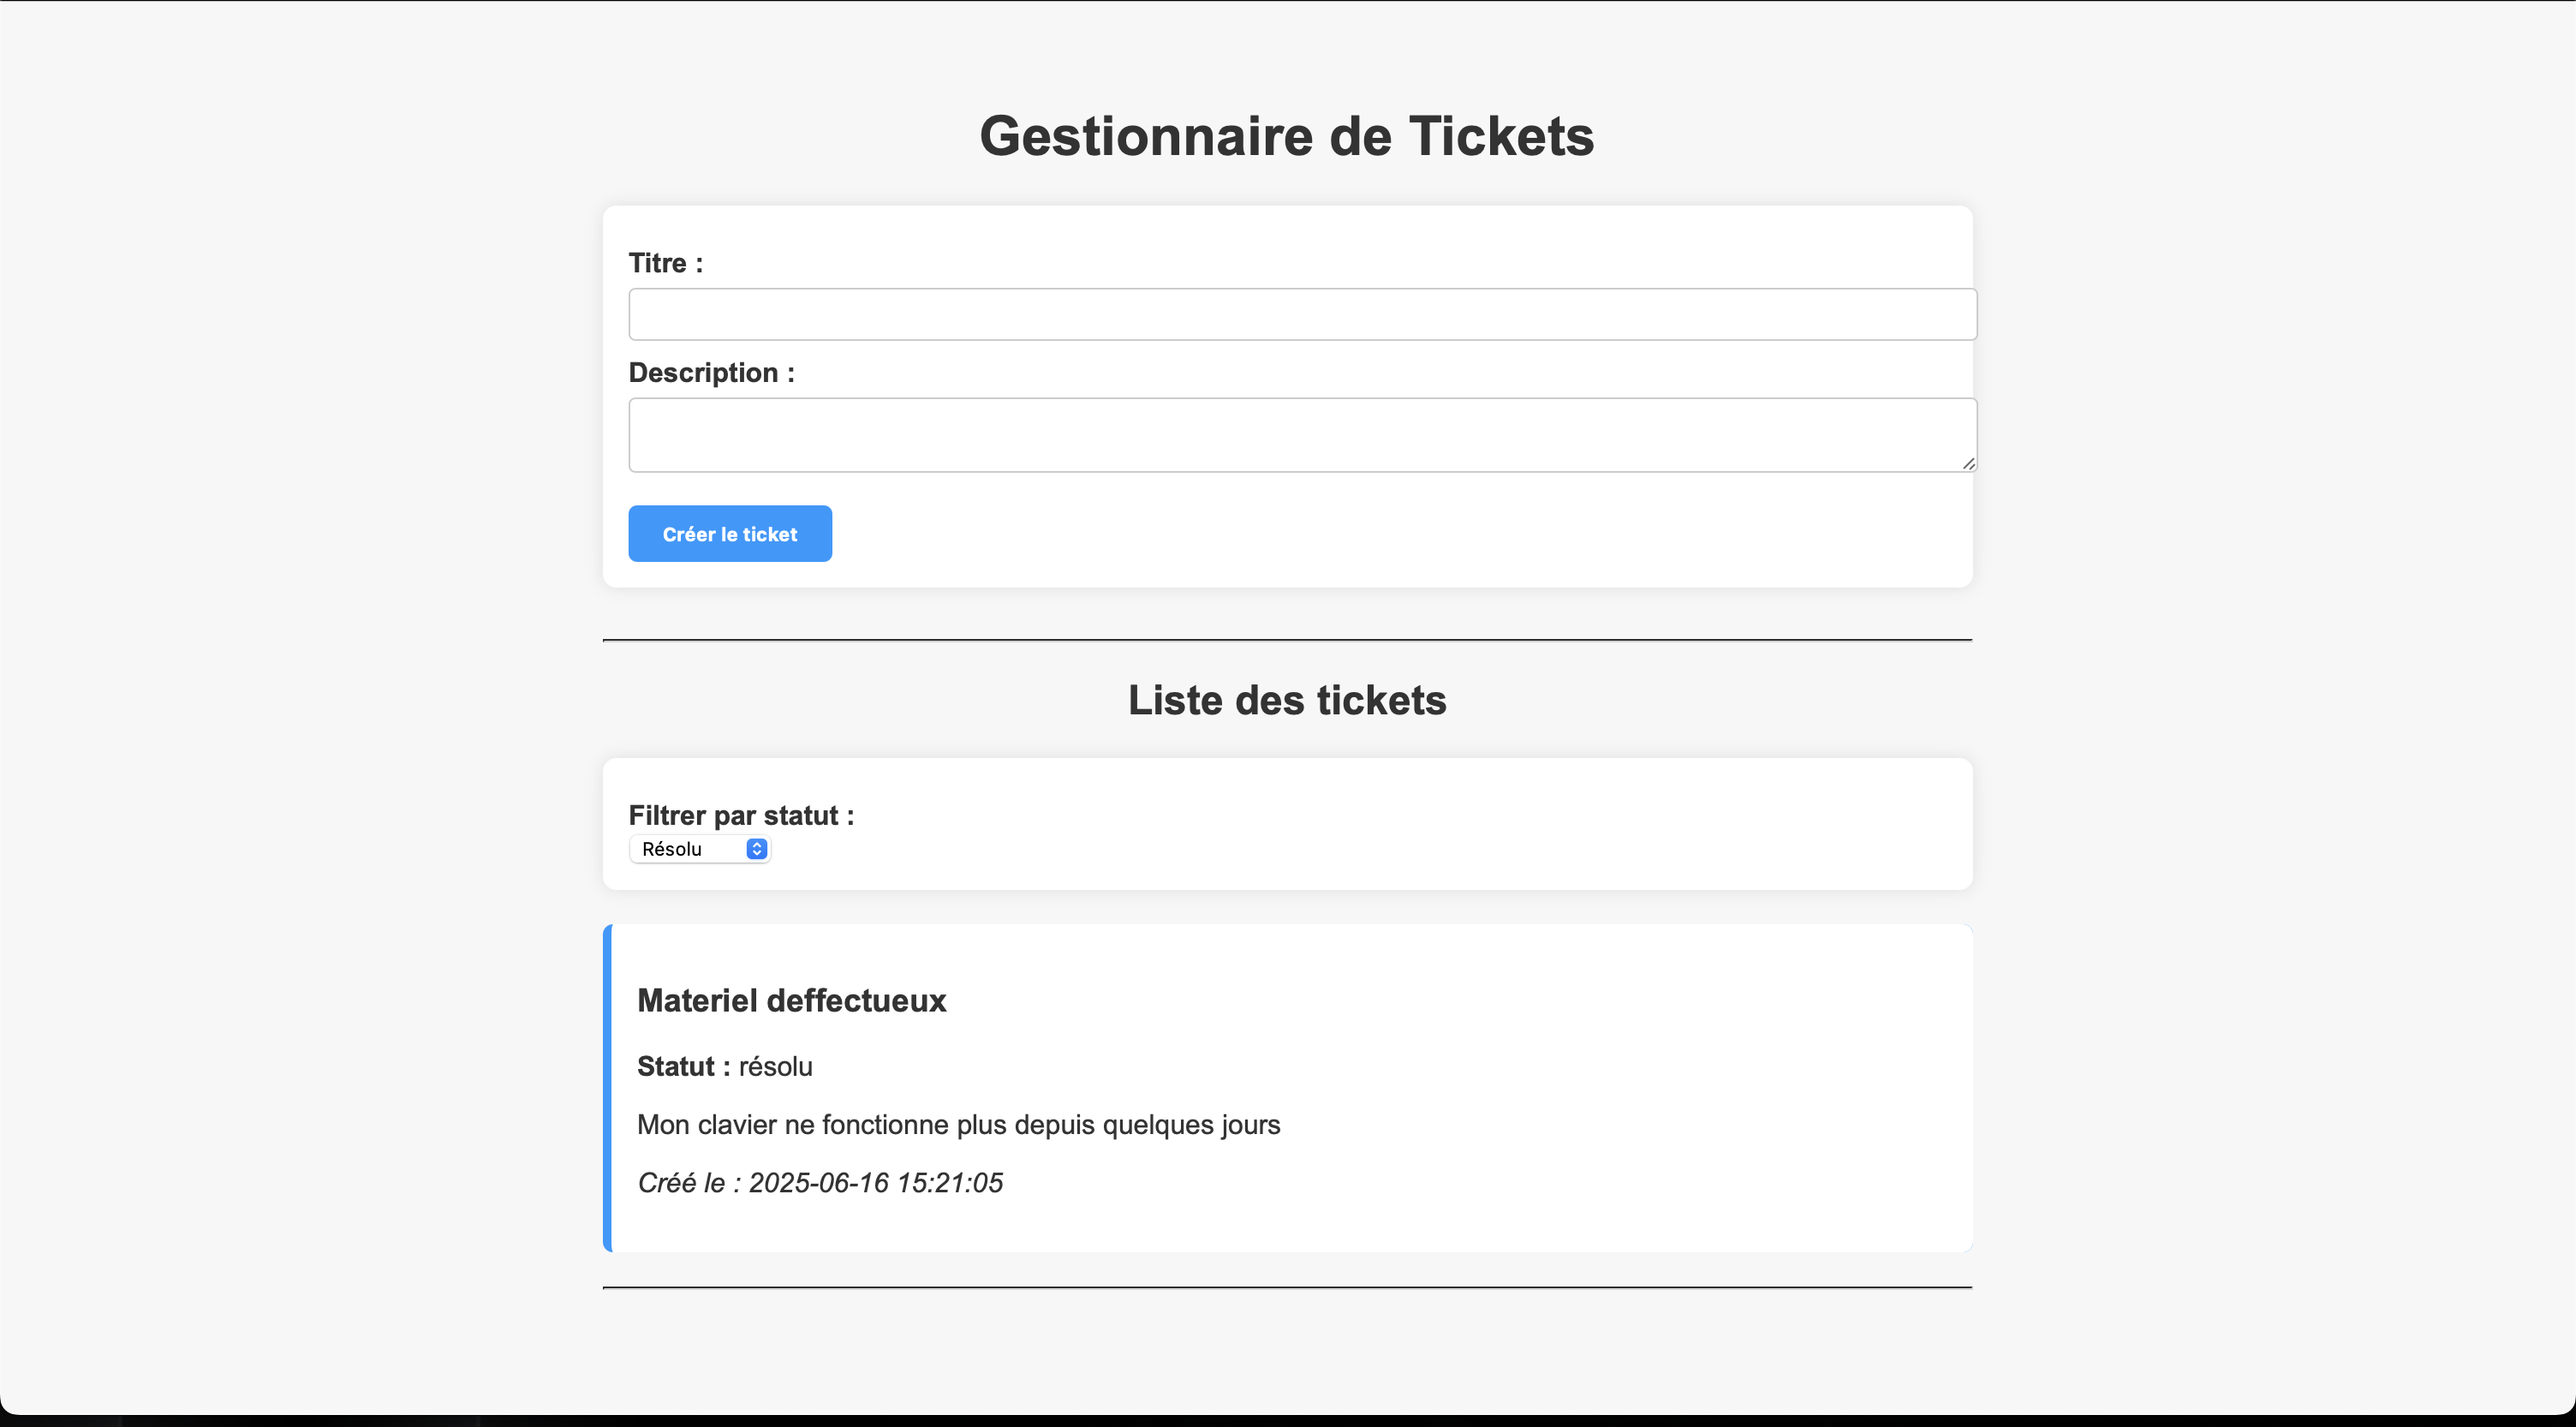 Gestionnaire de Tickets
Titre :
Description :
Créer le ticket
Liste des tickets
Filtrer par statut :
Résolu
Materiel deffectueux
Statut : résolu
Mon clavier ne fonctionne plus depuis quelques jours
Créé le : 2025-06-16 15:21:05